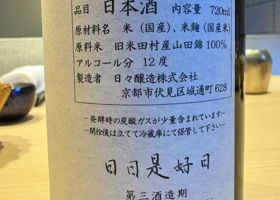 品目 日本酒 内容量 720ml
原材料名 米(国産)、米麹(国産米)
原料米 旧米田村産山田錦100%
アルコール分 12度
製造者 日々醸造株式会社
京都市伏見区城通町628
—発酵時の炭酸ガスが少量含まれています—
—開栓後は立てて冷蔵庫にて保管して下さい—
日日是好日
第三酒造期